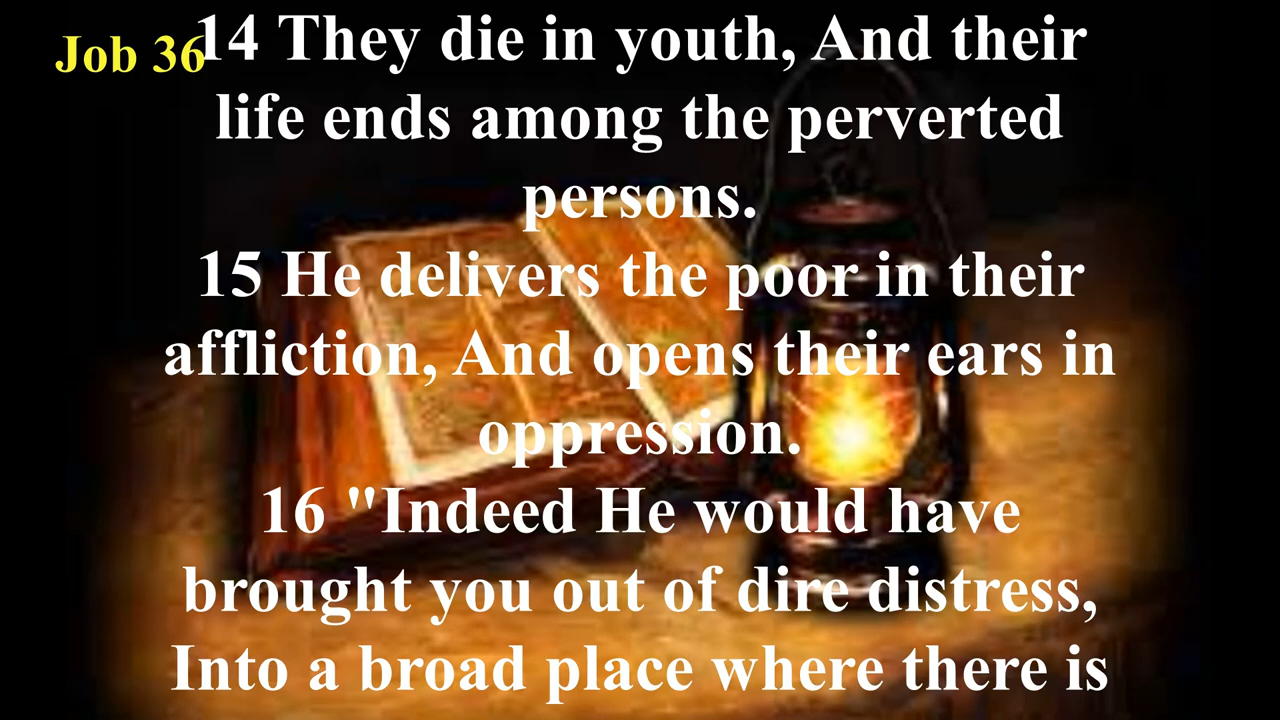 Job 36
14 They die in youth, And their
life ends among the perverted
persons.
15 He delivers the poor in their
affliction, And opens their ears in
oppression.
16 "Indeed He would have
brought you out of dire distress,
Into a broad place where there is